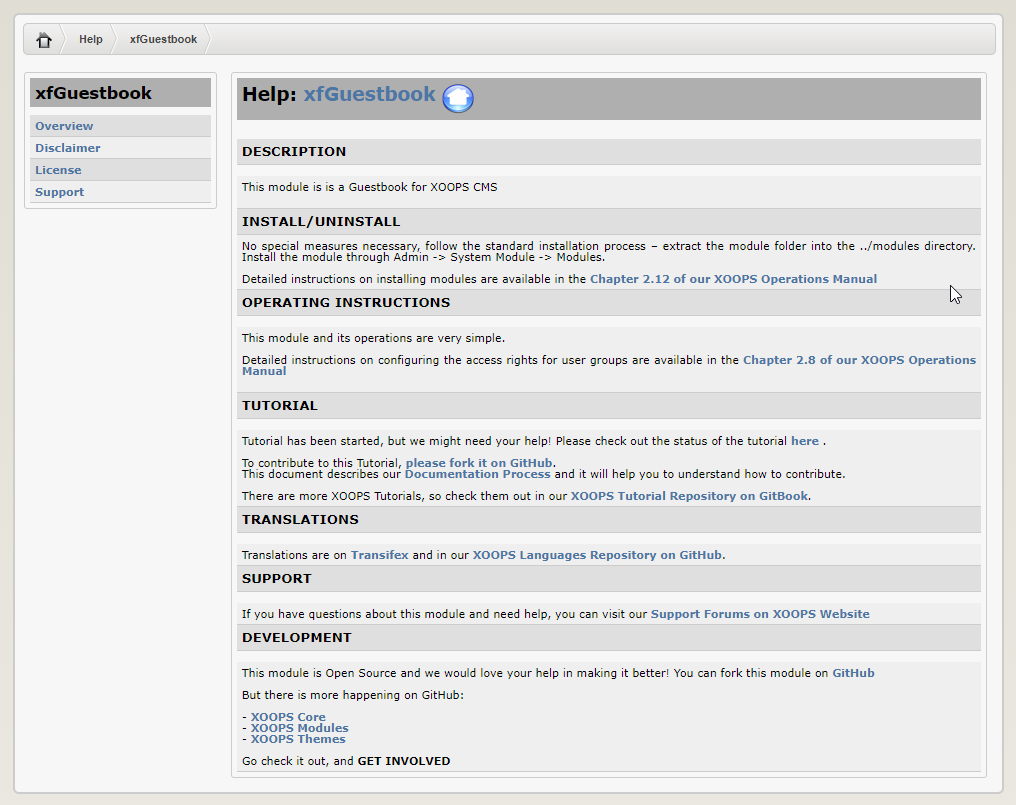 Help
xfGuestbook
xfGuestbook
Overview
Disclaimer
License
Support
Help: xfGuestbook
DESCRIPTION
This module is is a Guestbook for XOOPS CMS
INSTALL/UNINSTALL
No special measures necessary, follow the standard installation process – extract the module folder into the ../modules directory.
Install the module through Admin -> System Module -> Modules.
Detailed instructions on installing modules are available in the Chapter 2.12 of our XOOPS Operations Manual
OPERATING INSTRUCTIONS
This module and its operations are very simple.
Detailed instructions on configuring the access rights for user groups are available in the Chapter 2.8 of our XOOPS Operations
Manual
TUTORIAL
Tutorial has been started, but we might need your help! Please check out the status of the tutorial here .
To contribute to this Tutorial, please fork it on GitHub.
This document describes our Documentation Process and it will help you to understand how to contribute.
There are more XOOPS Tutorials, so check them out in our XOOPS Tutorial Repository on GitBook.
TRANSLATIONS
Translations are on Transifex and in our XOOPS Languages Repository on GitHub.
SUPPORT
If you have questions about this module and need help, you can visit our Support Forums on XOOPS Website
DEVELOPMENT
This module is Open Source and we would love your help in making it better! You can fork this module on GitHub
But there is more happening on GitHub:
- XOOPS Core
- XOOPS Modules
- XOOPS Themes
Go check it out, and GET INVOLVED